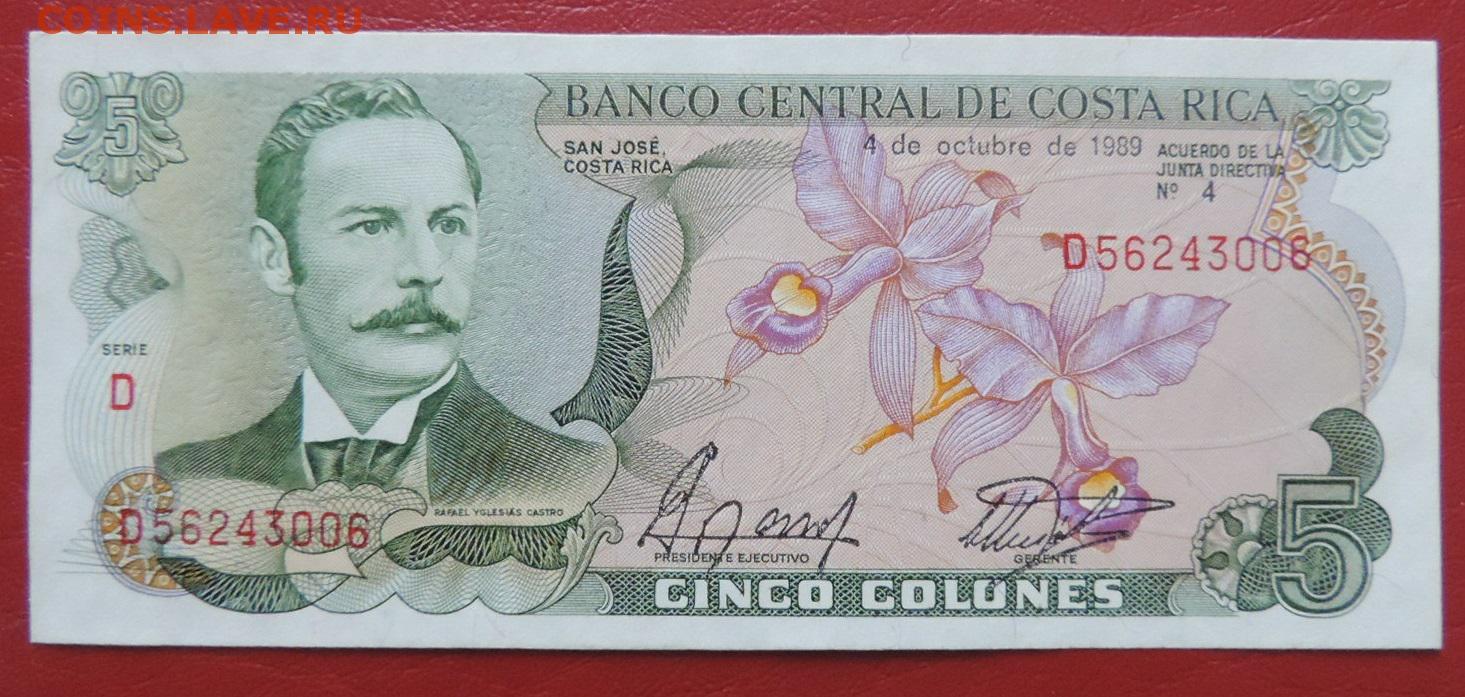 COINS.LAVE.RU
5
BANCO CENTRAL DE COSTA RICA
SAN JOSÉ,
COSTA RICA
4 de octubre de 1989
ACUERDO DE LA
JUNTA DIRECTIVA
Nº 4
D56243006
SERIE
D
D56243006
RAFAEL YGLESIAS CASTRO
PRESIDENTE EJECUTIVO
GERENTE
CINCO COLONES
5